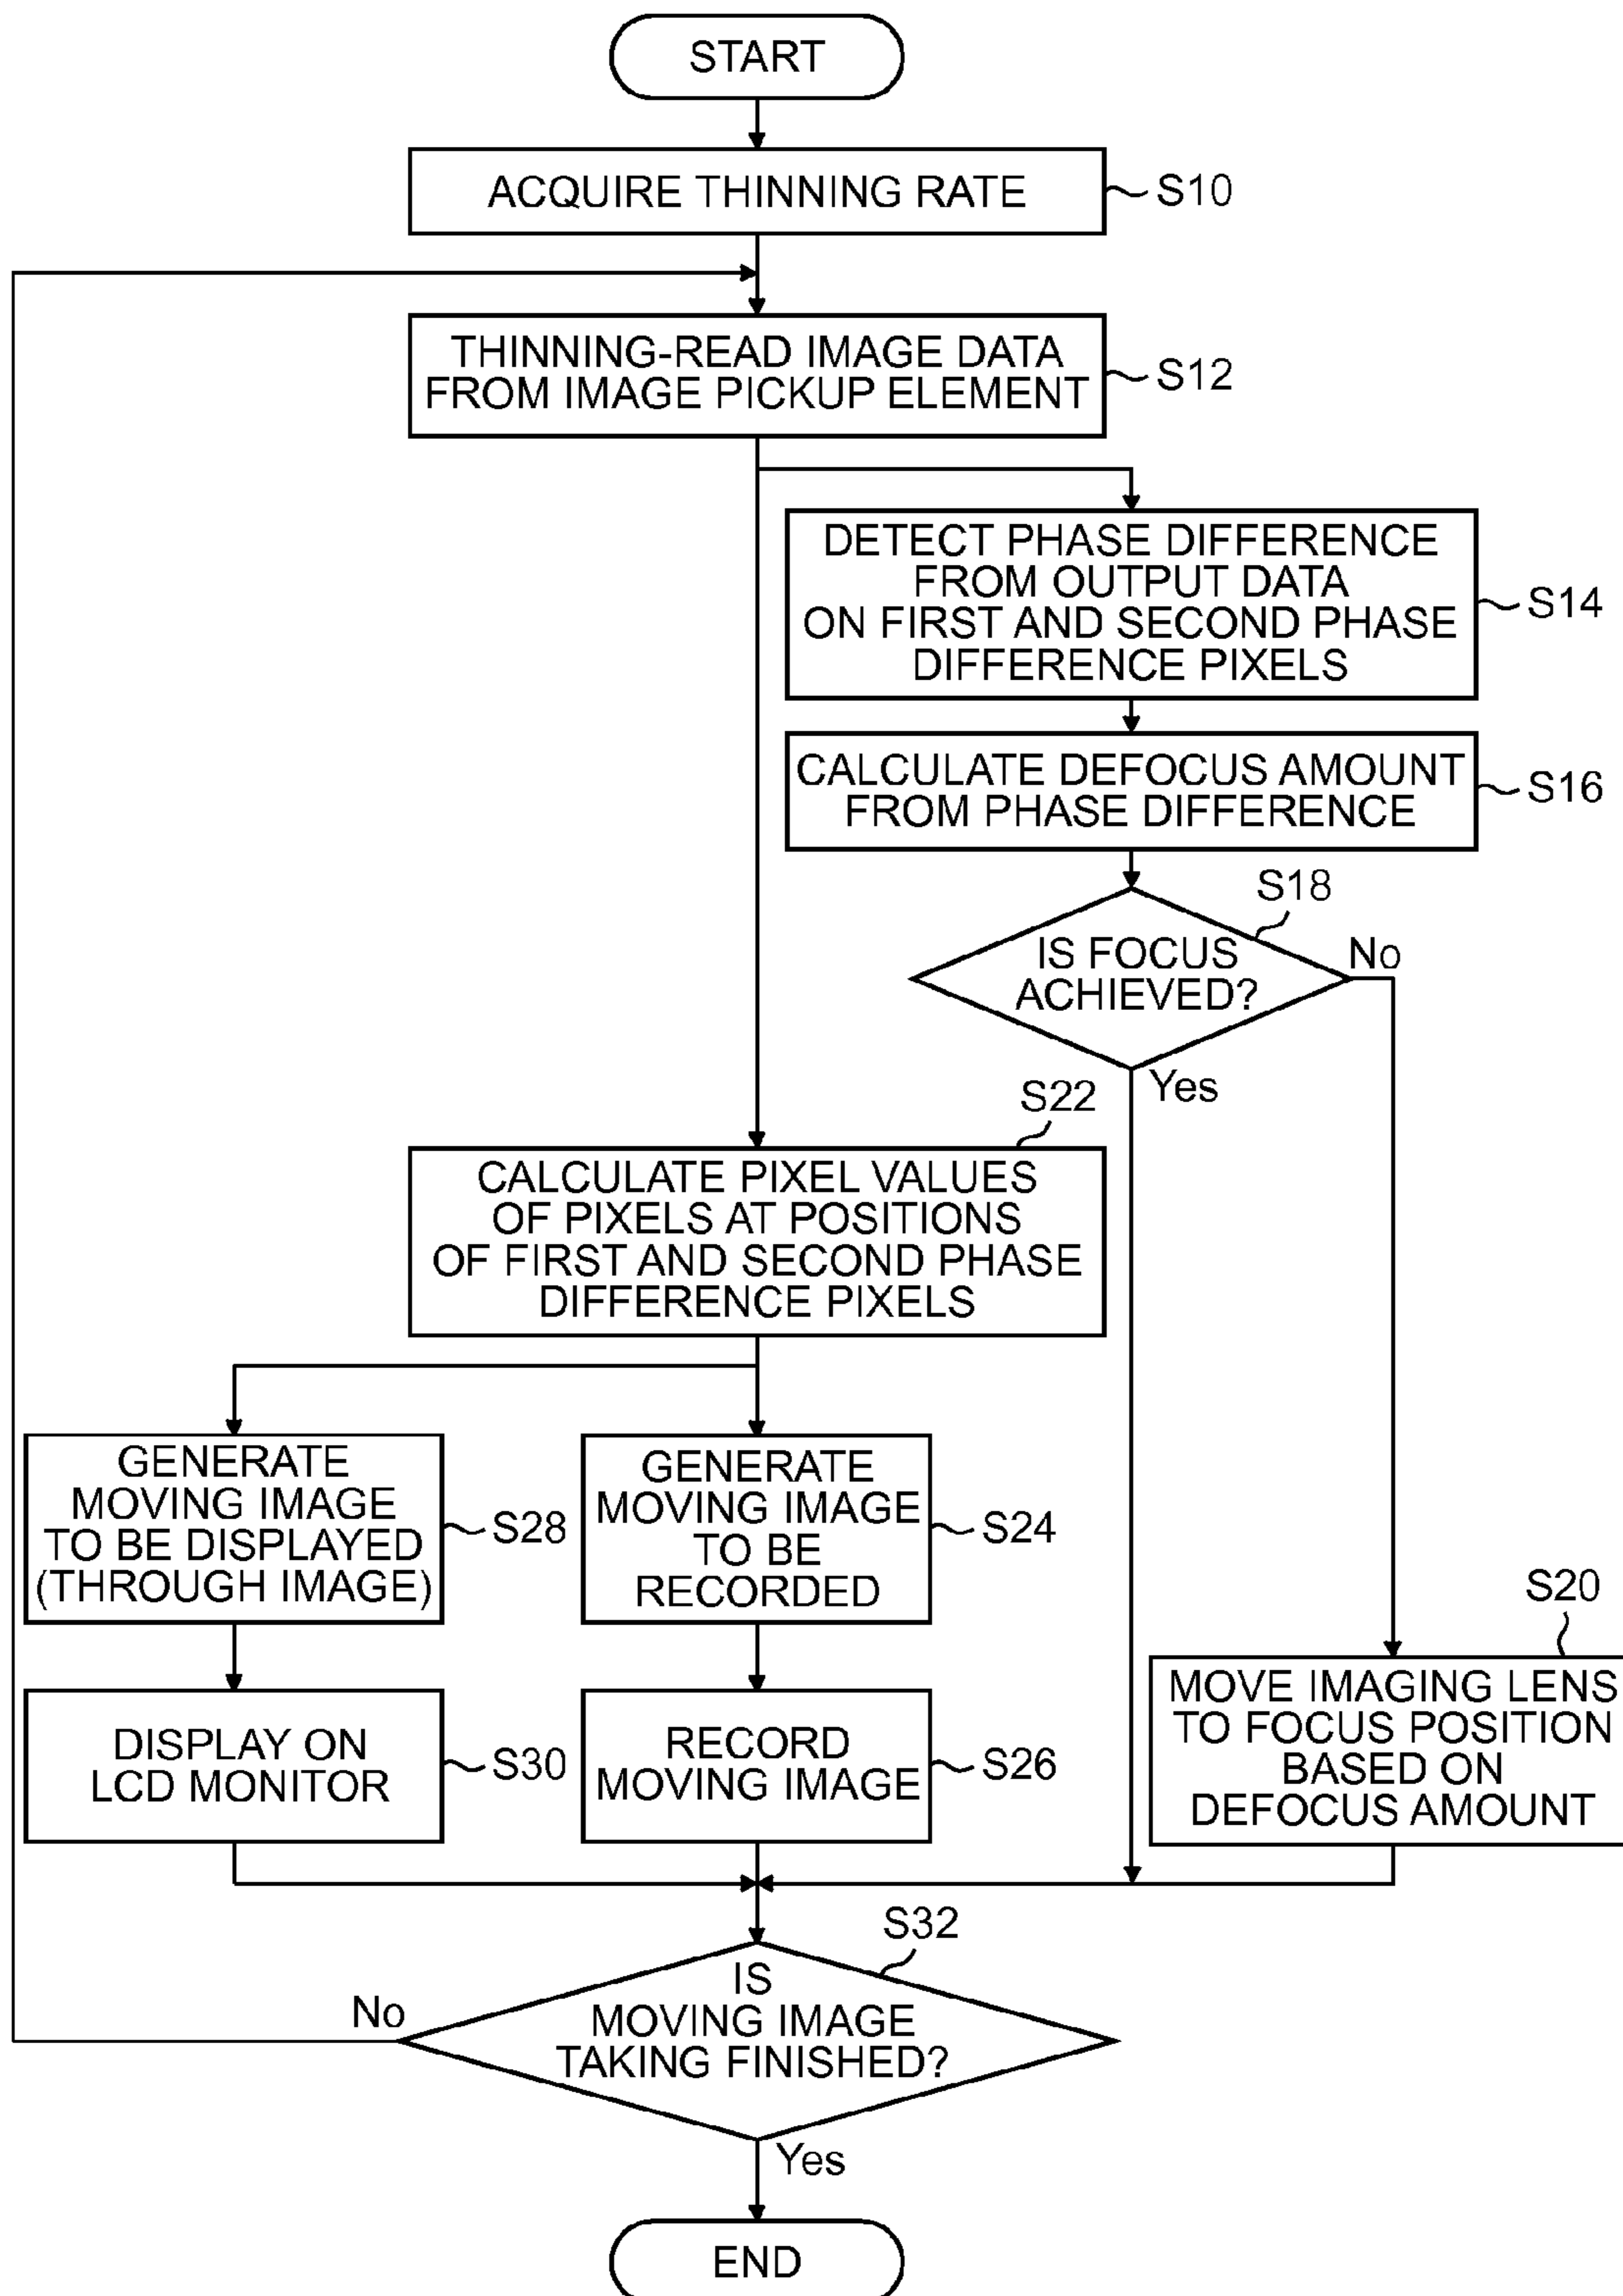 START
ACQUIRE THINNING RATE
S10
THINNING-READ IMAGE DATA
FROM IMAGE PICKUP ELEMENT
S12
DETECT PHASE DIFFERENCE
FROM OUTPUT DATA
ON FIRST AND SECOND PHASE
DIFFERENCE PIXELS
S14
CALCULATE DEFOCUS AMOUNT
FROM PHASE DIFFERENCE
S16
S18
IS FOCUS
ACHIEVED?
No
Yes
S22
CALCULATE PIXEL VALUES
OF PIXELS AT POSITIONS
OF FIRST AND SECOND PHASE
DIFFERENCE PIXELS
GENERATE
MOVING IMAGE
TO BE DISPLAYED
(THROUGH IMAGE)
S28
GENERATE
MOVING IMAGE
TO BE
RECORDED
S24
S20
MOVE IMAGING LENS
TO FOCUS POSITION
BASED ON
DEFOCUS AMOUNT
DISPLAY ON
LCD MONITOR
S30
RECORD
MOVING IMAGE
S26
S32
IS
MOVING IMAGE
TAKING FINISHED?
No
Yes
END